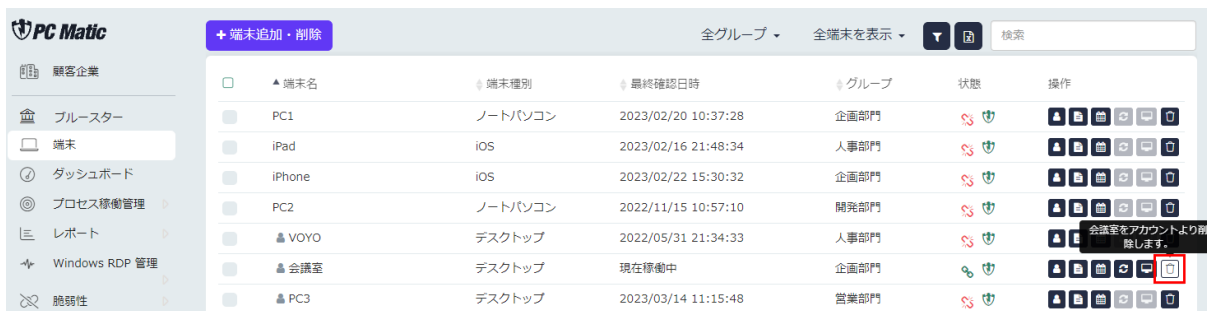 PC Matic
+ 端末追加・削除
全グループ
全端末を表示
検索
顧客企業
ブルースター
端末
ダッシュボード
プロセス稼働管理
レポート
Windows RDP 管理
脆弱性
端末名 端末種別 最終確認日時 グループ 状態 操作
PC1 ノートパソコン 2023/02/20 10:37:28 企画部門
iPad iOS 2023/02/16 21:48:34 人事部門
iPhone iOS 2023/02/22 15:30:32 企画部門
PC2 ノートパソコン 2022/11/15 10:57:10 開発部門
VOYO デスクトップ 2022/05/31 21:34:33 人事部門
会議室をアカウントより削
除します。
会議室 デスクトップ 現在稼働中 企画部門
PC3 デスクトップ 2023/03/14 11:15:48 営業部門